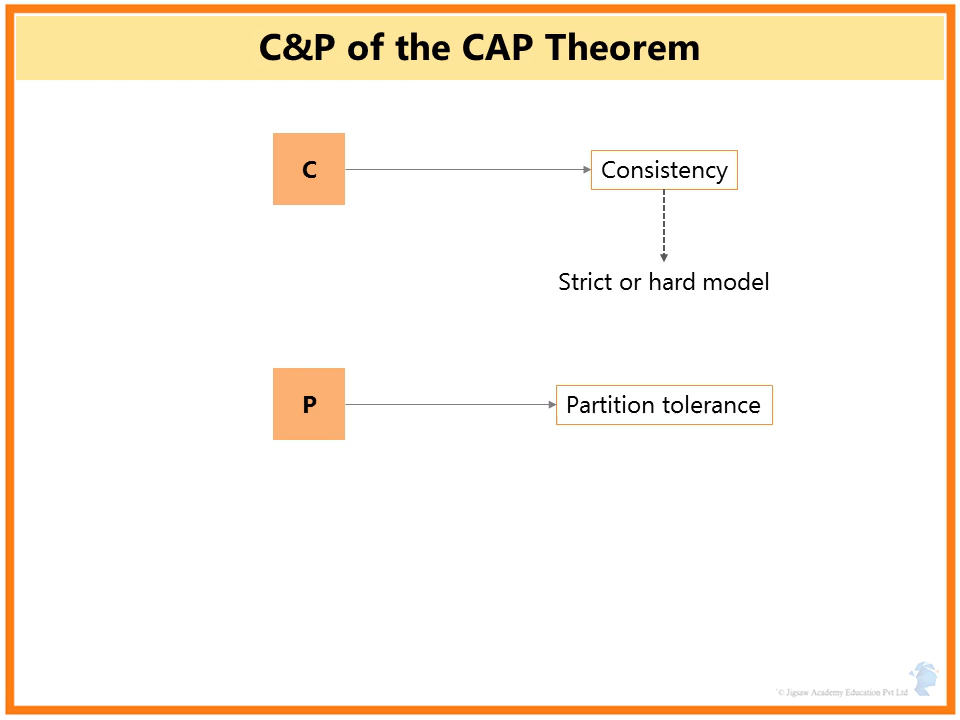 C&P of the CAP Theorem
C
Consistency
Strict or hard model
P
Partition tolerance
© Jigsaw Academy Education Pvt Ltd